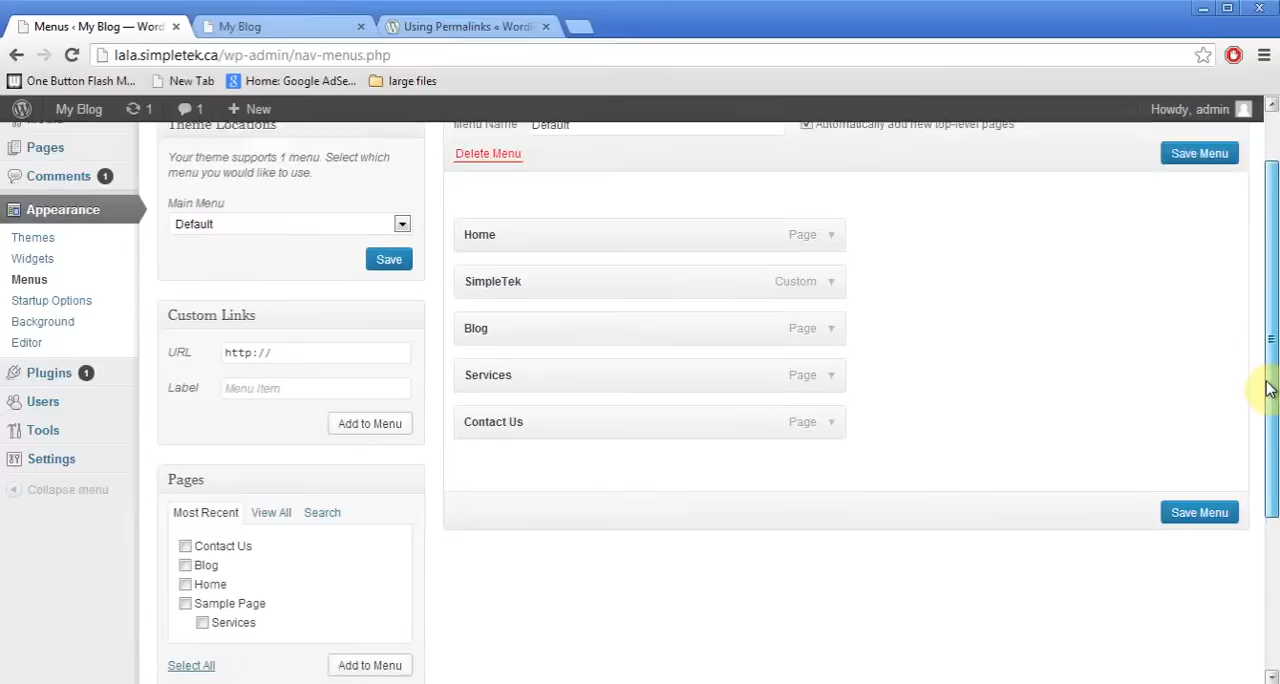 Menus ‹ My Blog — Word
My Blog
Using Permalinks « WordP
lala.simpletek.ca/wp-admin/nav-menus.php
One Button Flash M...
New Tab
Home: Google AdSe...
large files
My Blog
1
1
+ New
Howdy, admin
Pages
Comments 1
Appearance
Themes
Widgets
Menus
Startup Options
Background
Editor
Plugins 1
Users
Tools
Settings
Collapse menu
Theme Locations
Your theme supports 1 menu. Select which
menu you would like to use.
Main Menu
Default
Save
Custom Links
URL http://
Label Menu Item
Add to Menu
Pages
Most Recent View All Search
Contact Us
Blog
Home
Sample Page
Services
Select All Add to Menu
Menu Name Default Automatically add new top-level pages
Delete Menu Save Menu
Home Page
SimpleTek Custom
Blog Page
Services Page
Contact Us Page
Save Menu